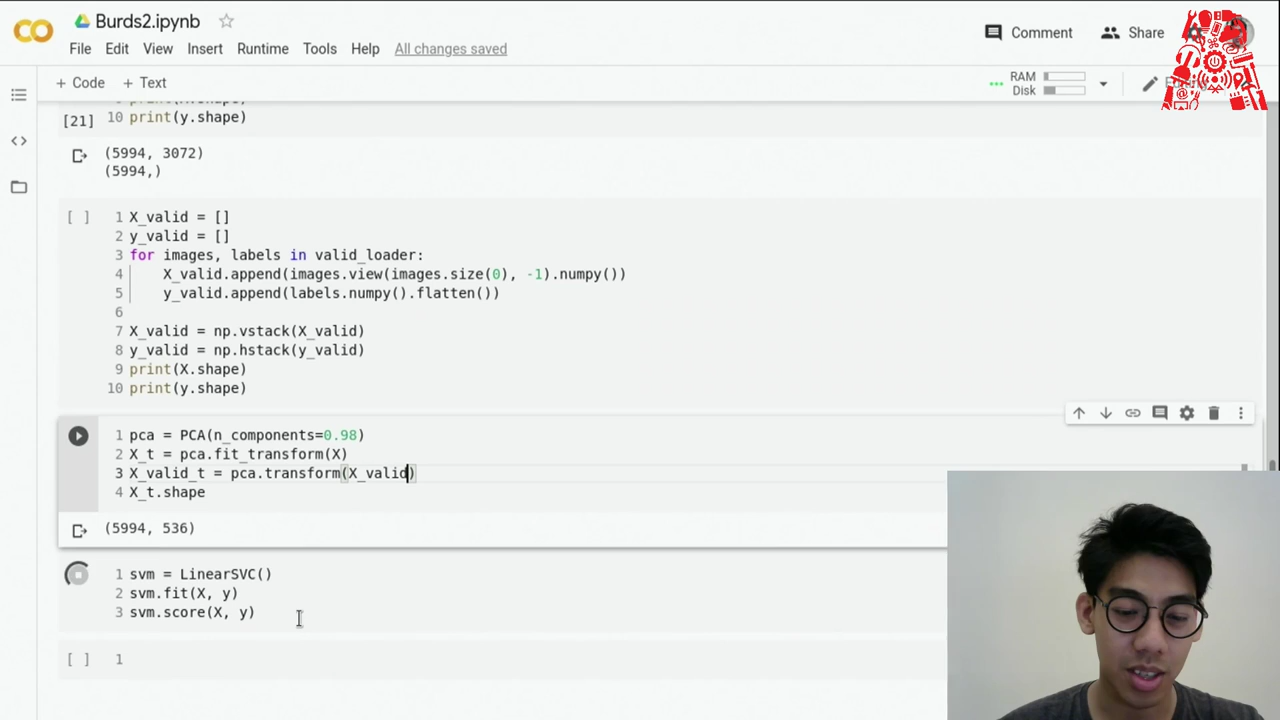 Burds2.ipynb
File Edit View Insert Runtime Tools Help All changes saved
Comment Share
+ Code + Text
RAM
Disk
[21] 10 print(y.shape)
(5994, 3072)
(5994,)
[ ] 1 X_valid = []
2 y_valid = []
3 for images, labels in valid_loader:
4 X_valid.append(images.view(images.size(0), -1).numpy())
5 y_valid.append(labels.numpy().flatten())
6
7 X_valid = np.vstack(X_valid)
8 y_valid = np.hstack(y_valid)
9 print(X.shape)
10 print(y.shape)
1 pca = PCA(n_components=0.98)
2 X_t = pca.fit_transform(X)
3 X_valid_t = pca.transform(X_valid)
4 X_t.shape
(5994, 536)
1 svm = LinearSVC()
2 svm.fit(X, y)
3 svm.score(X, y)
[ ] 1